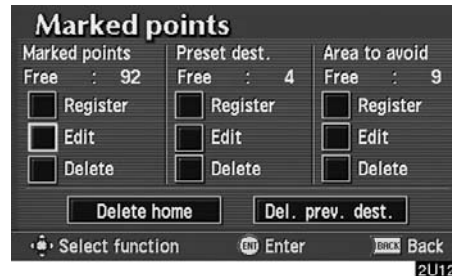 Marked points
Marked points Preset dest. Area to avoid
Free : 92 Free : 4 Free : 9
Register Register Register
Edit Edit Edit
Delete Delete Delete
Delete home Del. prev. dest.
Select function ENT Enter BACK Back
2U12